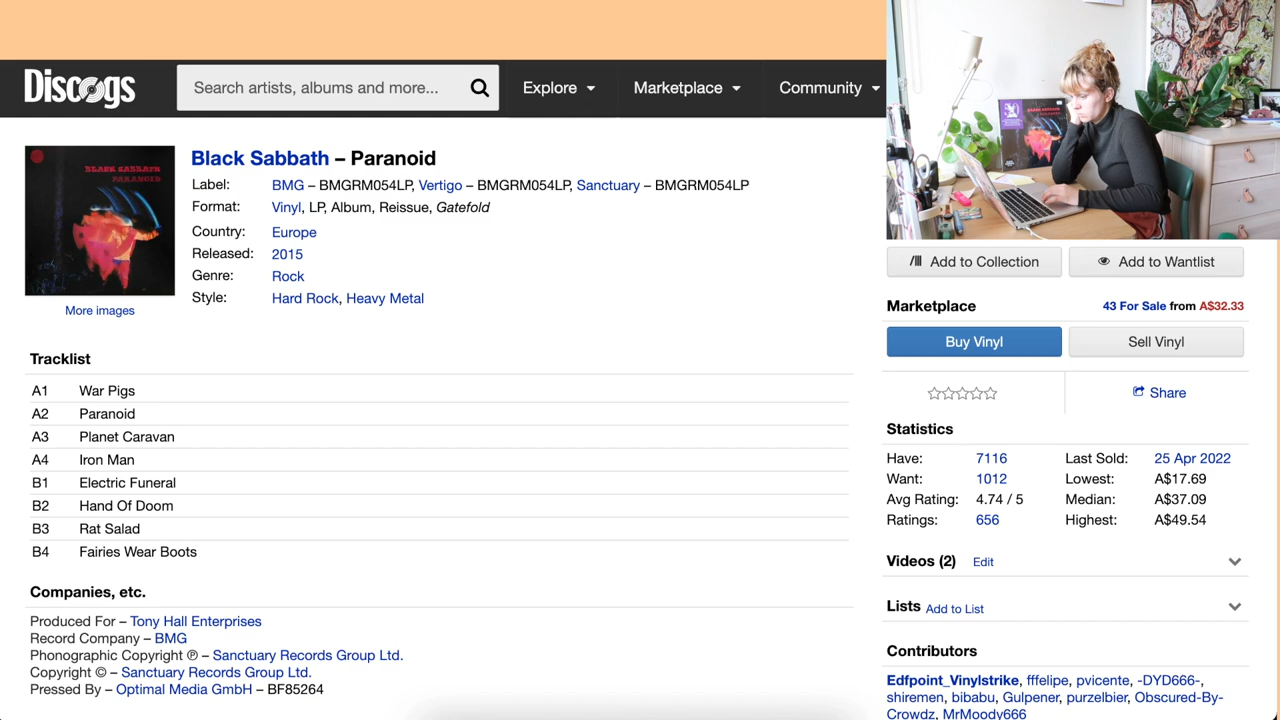 Discogs
Search artists, albums and more...
Explore
Marketplace
Community
BLACK SABBATH
PARANOID
More images
Black Sabbath – Paranoid
Label: BMG – BMGRM054LP, Vertigo – BMGRM054LP, Sanctuary – BMGRM054LP
Format: Vinyl, LP, Album, Reissue, Gatefold
Country: Europe
Released: 2015
Genre: Rock
Style: Hard Rock, Heavy Metal
Tracklist
A1 War Pigs
A2 Paranoid
A3 Planet Caravan
A4 Iron Man
B1 Electric Funeral
B2 Hand Of Doom
B3 Rat Salad
B4 Fairies Wear Boots
Companies, etc.
Produced For – Tony Hall Enterprises
Record Company – BMG
Phonographic Copyright ℗ – Sanctuary Records Group Ltd.
Copyright © – Sanctuary Records Group Ltd.
Pressed By – Optimal Media GmbH – BF85264
BLACK SABBATH
PARANOID
Add to Collection
Add to Wantlist
Marketplace
43 For Sale from A$32.33
Buy Vinyl
Sell Vinyl
Share
Statistics
Have: 7116
Last Sold: 25 Apr 2022
Want: 1012
Lowest: A$17.69
Avg Rating: 4.74 / 5
Median: A$37.09
Ratings: 656
Highest: A$49.54
Videos (2) Edit
Lists Add to List
Contributors
Edfpoint_Vinylstrike, fffelipe, pvicente, -DYD666-,
shiremen, bibabu, Gulpener, purzelbier, Obscured-By-
Crowdz, MrMoody666